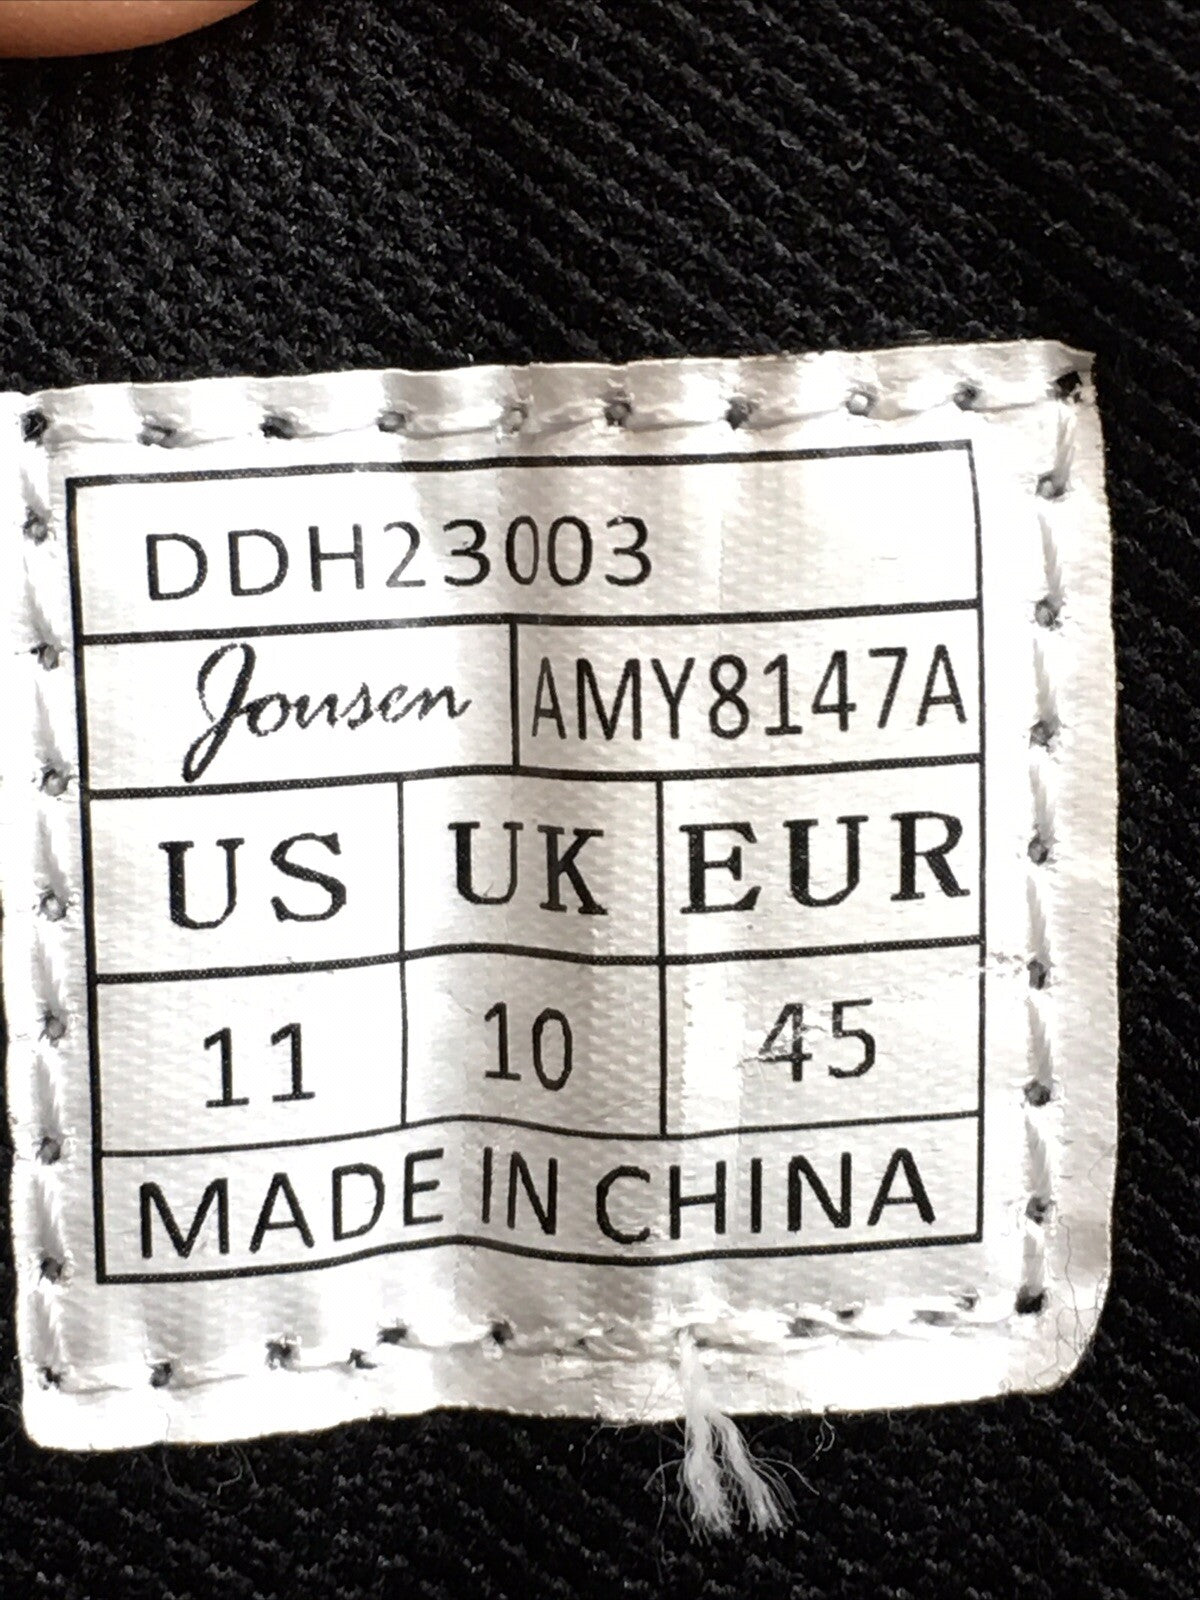 DDH23003
Jousen AMY8147A
US UK EUR
11 10 45
MADE IN CHINA